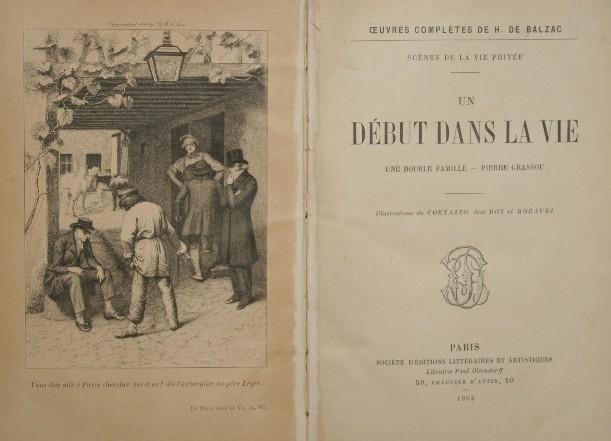 Vous êtes allé à Paris chercher des écus? dit l'aubergiste au père Léger.
ŒUVRES COMPLÈTES DE H. DE BALZAC
SCÈNES DE LA VIE PRIVÉE
UN
DÉBUT DANS LA VIE
UNE DOUBLE FAMILLE — PIERRE GRASSOU
Illustrations de CORTAZZO, José ROY et ROBAUDI
PARIS
SOCIÉTÉ D'ÉDITIONS LITTÉRAIRES ET ARTISTIQUES
Librairie Paul Ollendorff
50, CHAUSSÉE D'ANTIN, 50
1902